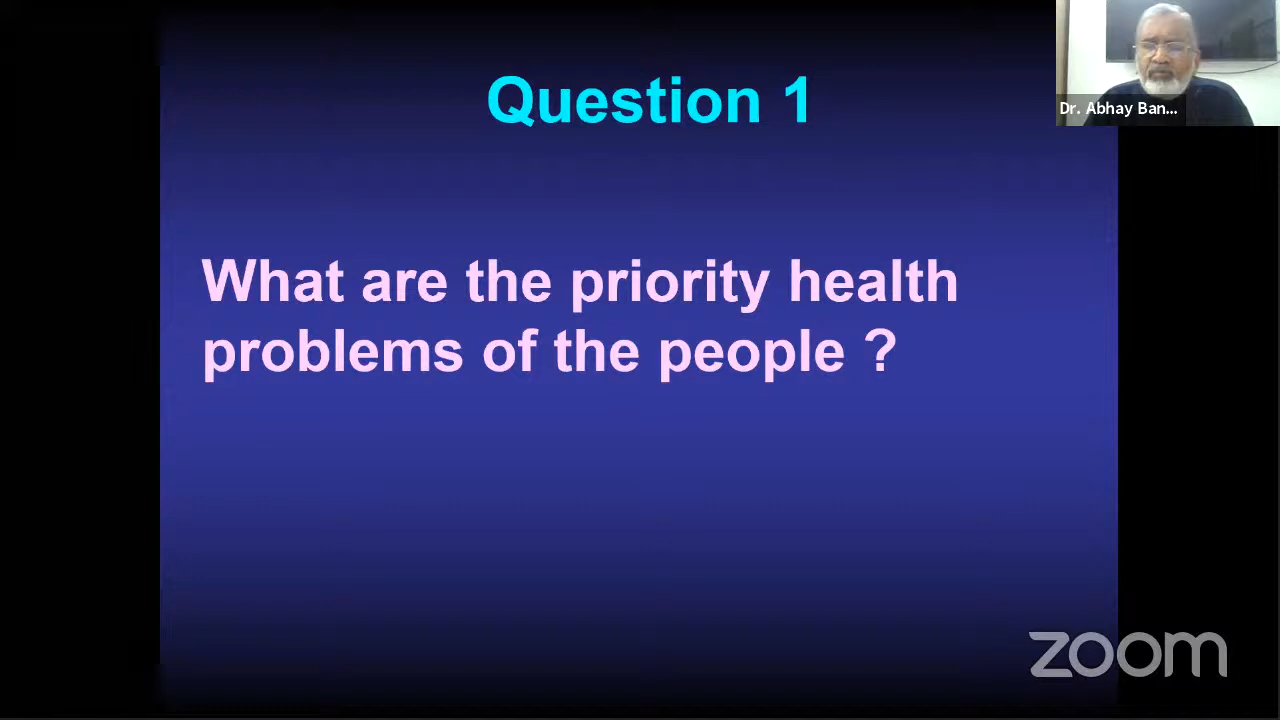 Question 1
Dr. Abhay Ban...
What are the priority health
problems of the people ?
zoom